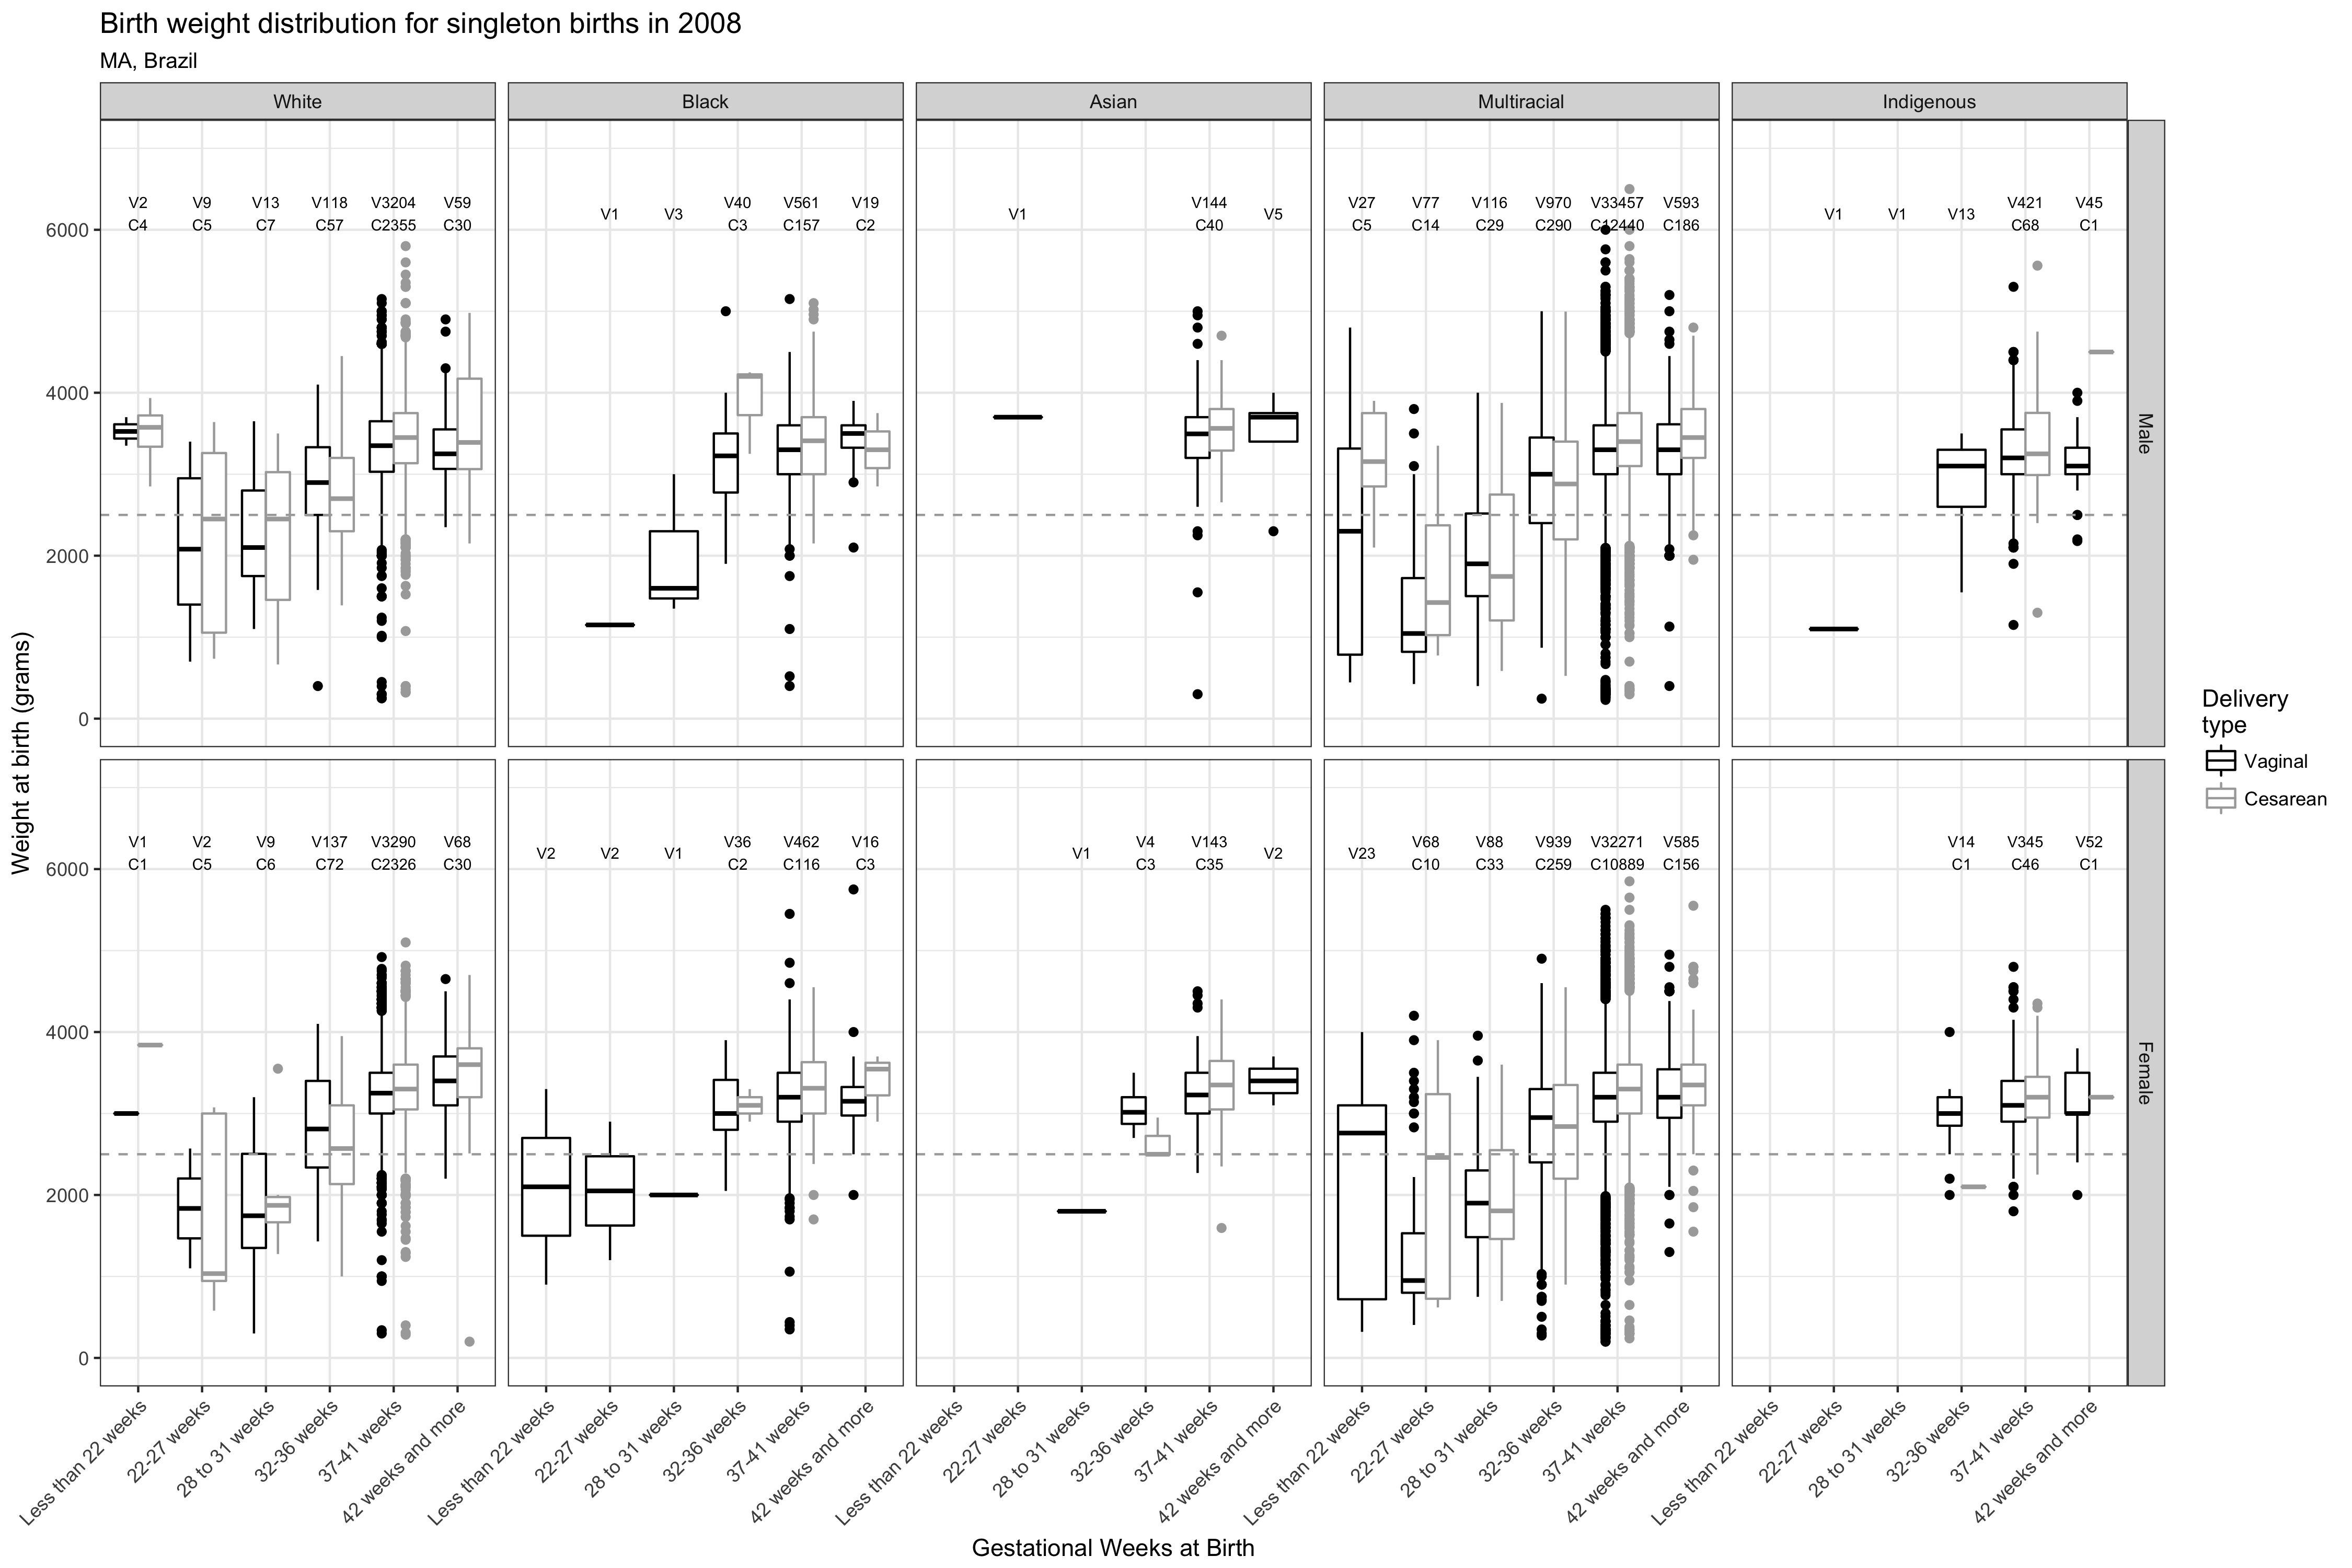 Birth weight distribution for singleton births in 2008
MA, Brazil
White
Black
Asian
Multiracial
Indigenous
V2 V9 V13 V118 V3204 V59
C4 C5 C7 C57 C2355 C30
V1 V3 V40 V561 V19
C3 C157 C2
V1 V144 V5
C40
V27 V77 V116 V970 V33457 V593
C5 C14 C29 C290 C12440 C186
V1 V1 V13 V421 V45
C68 C1
6000
4000
2000
0
Male
V1 V2 V9 V137 V3290 V68
C1 C5 C6 C72 C2326 C30
V2 V2 V1 V36 V462 V16
C2 C116 C3
V1 V4 V143 V2
C3 C35
V23 V68 V88 V939 V32271 V585
C10 C33 C259 C10889 C156
V14 V345 V52
C1 C46 C1
6000
4000
2000
0
Female
Weight at birth (grams)
Less than 22 weeks
22-27 weeks
28 to 31 weeks
32-36 weeks
37-41 weeks
42 weeks and more
Less than 22 weeks
22-27 weeks
28 to 31 weeks
32-36 weeks
37-41 weeks
42 weeks and more
Less than 22 weeks
22-27 weeks
28 to 31 weeks
32-36 weeks
37-41 weeks
42 weeks and more
Less than 22 weeks
22-27 weeks
28 to 31 weeks
32-36 weeks
37-41 weeks
42 weeks and more
Less than 22 weeks
22-27 weeks
28 to 31 weeks
32-36 weeks
37-41 weeks
42 weeks and more
Gestational Weeks at Birth
Delivery
type
Vaginal
Cesarean